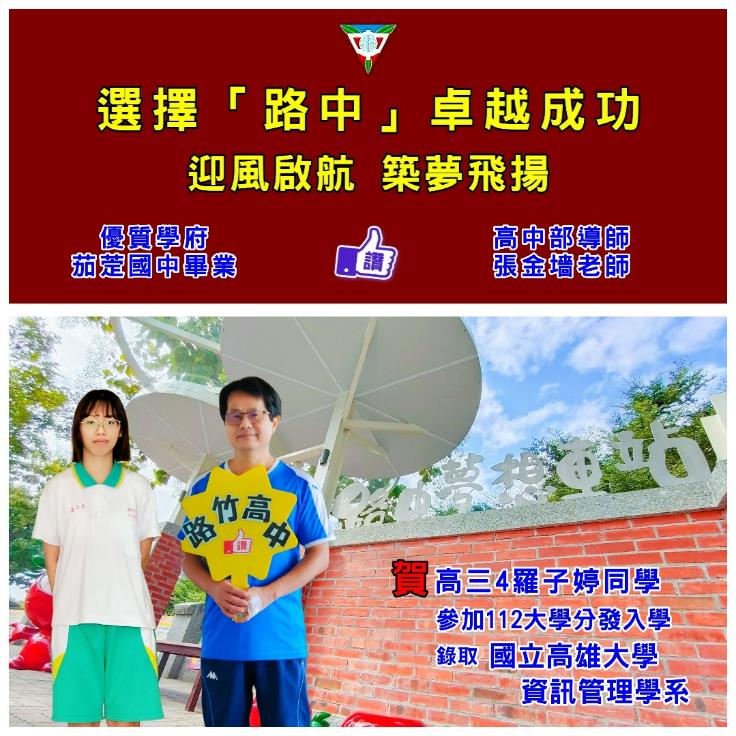 選擇「路中」卓越成功
迎風啟航 築夢飛揚
優質學府
茄萣國中畢業
讚
高中部導師
張金墻老師
路竹高中
讚
路中夢想車站
賀 高三4羅子婷同學
參加112大學分發入學
錄取 國立高雄大學
資訊管理學系